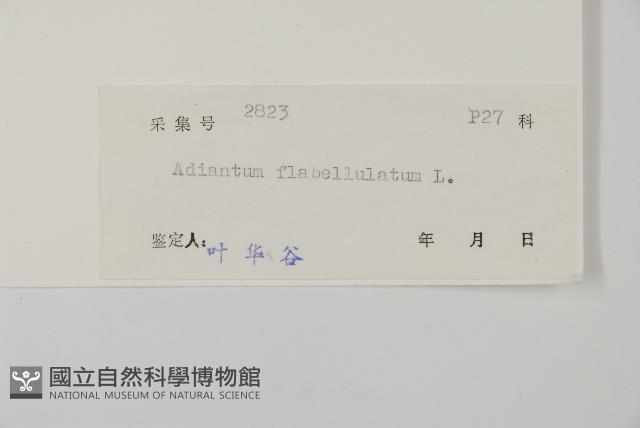 采集号 2823 P27 科
Adiantum flabellulatum L.
鉴定人: 叶华谷 年 月 日
國立自然科學博物館
NATIONAL MUSEUM OF NATURAL SCIENCE